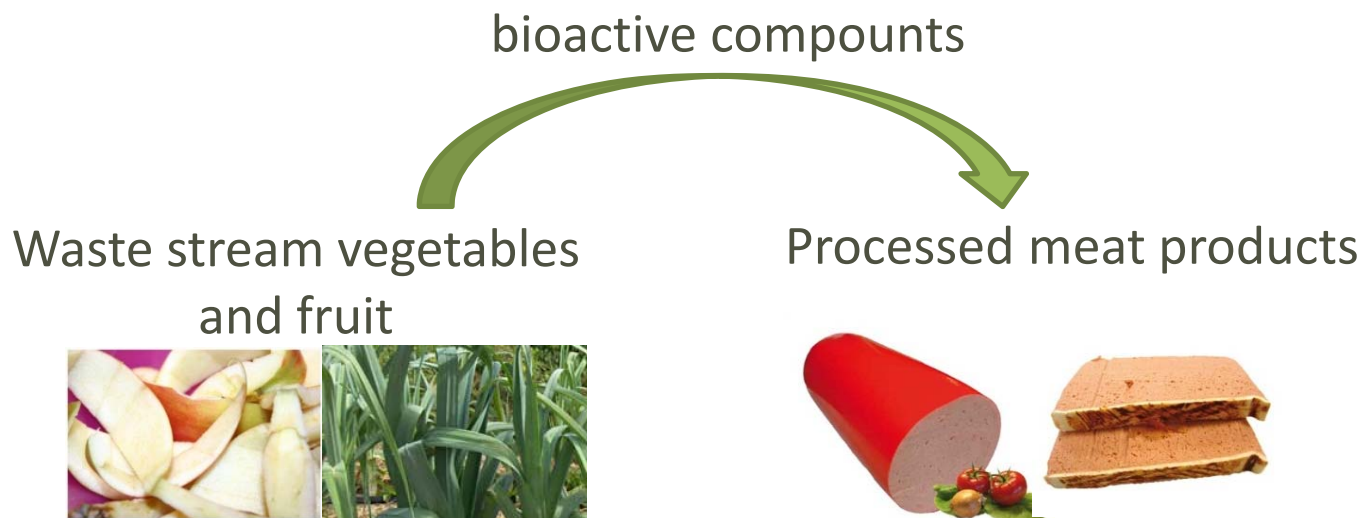 bioactive compounts
Waste stream vegetables
and fruit
Processed meat products